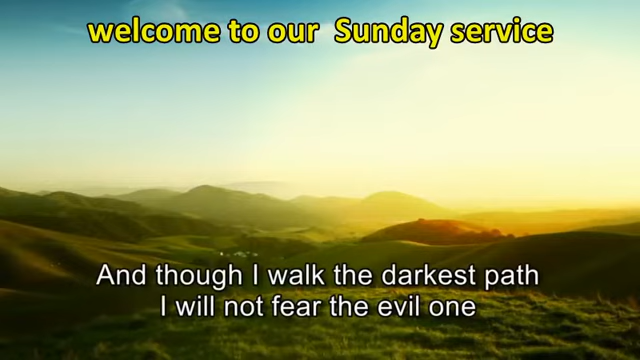 welcome to our Sunday service
And though I walk the darkest path
I will not fear the evil one